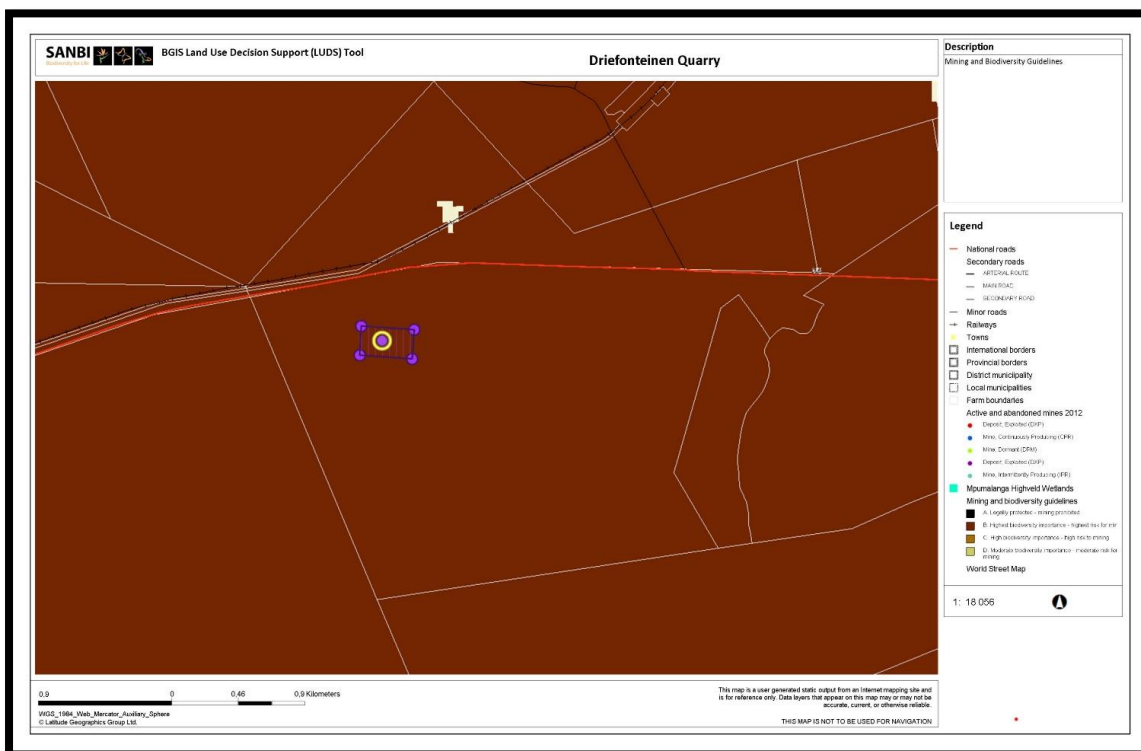 SANBI
Biodiversity for Life
BGIS Land Use Decision Support (LUDS) Tool
Driefonteinen Quarry
Description
Mining and Biodiversity Guidelines
Legend
National roads
Secondary roads
ARTERIAL ROUTE
MAIN ROAD
SECONDARY ROAD
Minor roads
Railways
Towns
International borders
Provincial borders
District municipality
Local municipalities
Farm boundaries
Active and abandoned mines 2012
Deposit, Exploited (DXP)
Mine, Continuously Producing (CPR)
Mine, Dormant (DFM)
Deposit, Exploited (DXP)
Mine, Intermittently Producing (IPR)
Mpumalanga Highveld Wetlands
Mining and biodiversity guidelines
A. Legally protected - mining prohibited
B. Highest biodiversity importance - highest risk for min
C. High biodiversity importance - high risk to mining
D. Moderate biodiversity importance - moderate risk for
mining
World Street Map
1: 18 056
0,9 0 0,46 0,9 Kilometers
WGS_1984_Web_Mercator_Auxiliary_Sphere
© Latitude Geographics Group Ltd.
This map is a user generated static output from an Internet mapping site and
is for reference only. Data layers that appear on this map may or may not be
accurate, current, or otherwise reliable.
THIS MAP IS NOT TO BE USED FOR NAVIGATION